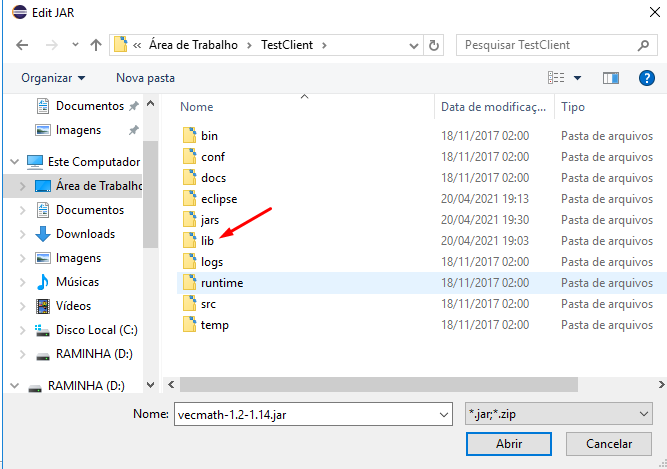 Edit JAR
« Área de Trabalho > TestClient >
Pesquisar TestClient
Organizar
Nova pasta
Documentos
Imagens
Este Computador
Área de Trabalho
Documentos
Downloads
Imagens
Músicas
Vídeos
Disco Local (C:)
RAMINHA (D:)
RAMINHA (D:)
Nome Data de modificaç... Tipo
bin 18/11/2017 02:00 Pasta de arquivos
conf 18/11/2017 02:00 Pasta de arquivos
docs 18/11/2017 02:00 Pasta de arquivos
eclipse 20/04/2021 19:13 Pasta de arquivos
jars 20/04/2021 19:30 Pasta de arquivos
lib 20/04/2021 19:03 Pasta de arquivos
logs 18/11/2017 02:00 Pasta de arquivos
runtime 18/11/2017 02:00 Pasta de arquivos
src 18/11/2017 02:00 Pasta de arquivos
temp 18/11/2017 02:00 Pasta de arquivos
Nome: vecmath-1.2-1.14.jar
*.jar;*.zip
Abrir
Cancelar